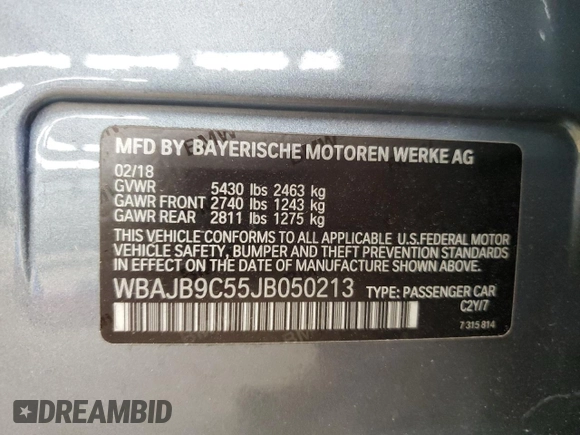 MFD BY BAYERISCHE MOTOREN WERKE AG
02/18
GVWR 5430 lbs 2463 kg
GAWR FRONT 2740 lbs 1243 kg
GAWR REAR 2811 lbs 1275 kg
THIS VEHICLE CONFORMS TO ALL APPLICABLE U.S.FEDERAL MOTOR
VEHICLE SAFETY, BUMPER, AND THEFT PREVENTION STANDARDS
IN EFFECT ON THE DATE OF MANUFACTURE SHOWN ABOVE.
WBAJB9C55JB050213 TYPE: PASSENGER CAR
C2Y/7
7 315 814
DREAMBID